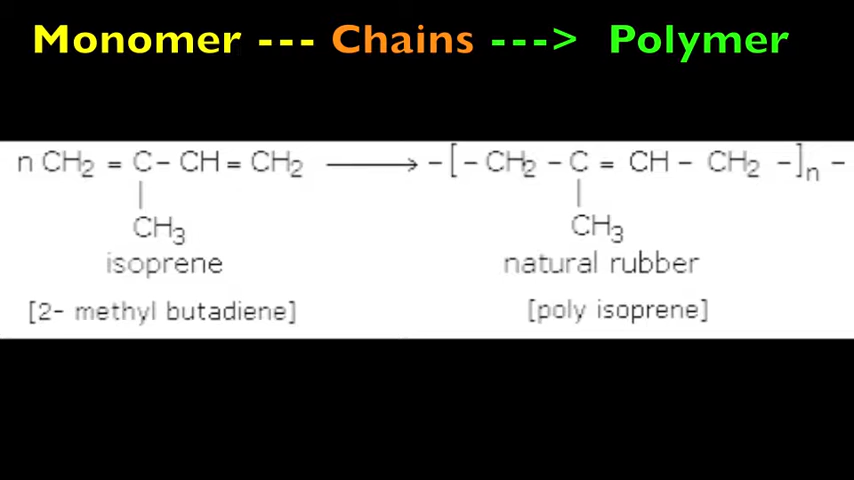 Monomer --- Chains ---> Polymer
n CH₂ = C - CH = CH₂ ⟶ -[- CH₂ - C = CH - CH₂ -]ₙ -
| |
CH₃ CH₃
isoprene natural rubber
[2- methyl butadiene] [poly isoprene]